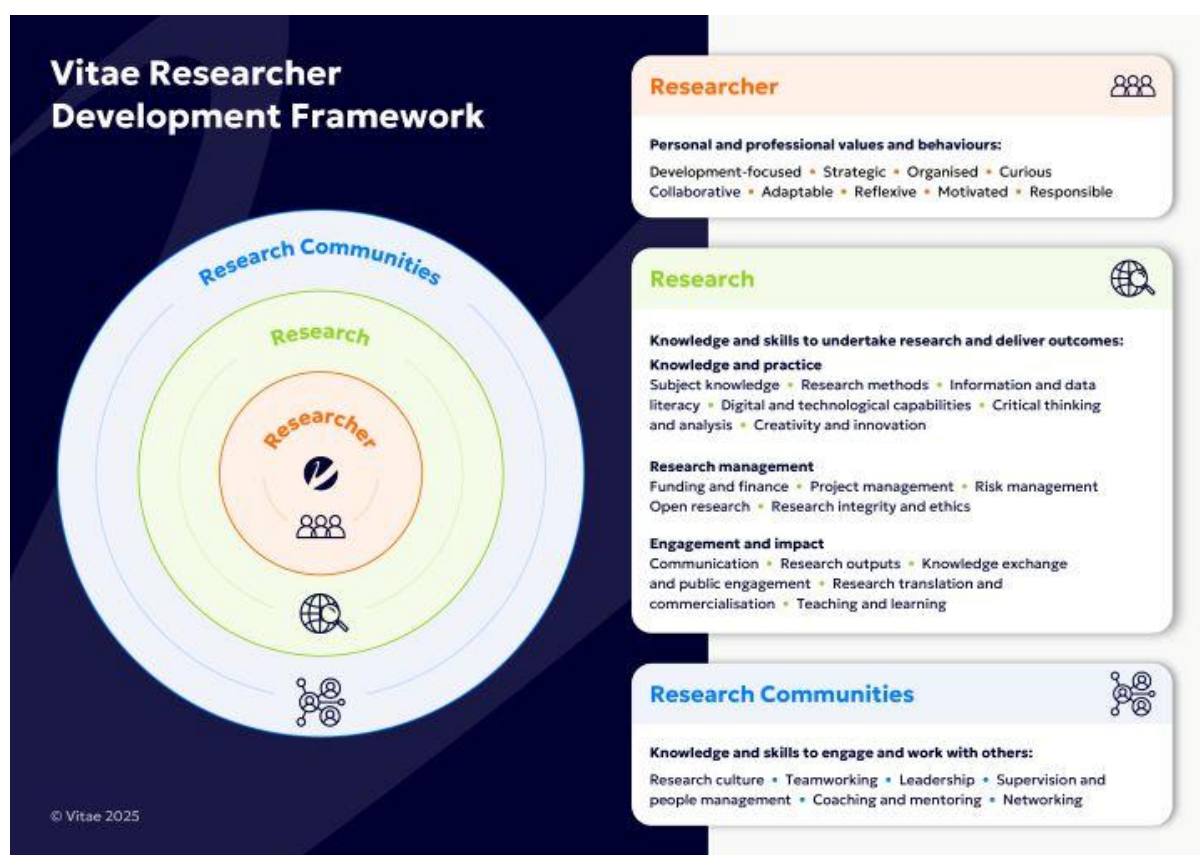 Vitae Researcher
Development Framework
Research Communities
Research
Researcher
© Vitae 2025
Researcher
Personal and professional values and behaviours:
Development-focused • Strategic • Organised • Curious
Collaborative • Adaptable • Reflexive • Motivated • Responsible
Research
Knowledge and skills to undertake research and deliver outcomes:
Knowledge and practice
Subject knowledge • Research methods • Information and data
literacy • Digital and technological capabilities • Critical thinking
and analysis • Creativity and innovation
Research management
Funding and finance • Project management • Risk management
Open research • Research integrity and ethics
Engagement and impact
Communication • Research outputs • Knowledge exchange
and public engagement • Research translation and
commercialisation • Teaching and learning
Research Communities
Knowledge and skills to engage and work with others:
Research culture • Teamworking • Leadership • Supervision and
people management • Coaching and mentoring • Networking